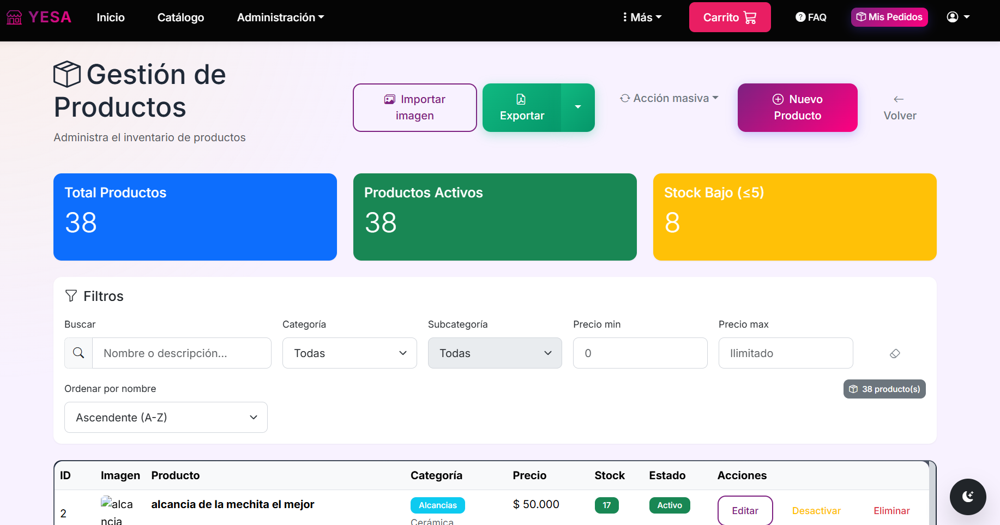 YESA
Inicio
Catálogo
Administración
Más
Carrito
FAQ
Mis Pedidos
Gestión de
Productos
Administra el inventario de productos
Importar
imagen
Exportar
Acción masiva
Nuevo
Producto
Volver
Total Productos
38
Productos Activos
38
Stock Bajo (≤5)
8
Filtros
Buscar
Nombre o descripción...
Categoría
Todas
Subcategoría
Todas
Precio min
0
Precio max
Ilimitado
Ordenar por nombre
Ascendente (A-Z)
38 producto(s)
ID Imagen Producto Categoría Precio Stock Estado Acciones
2
alca
ncia
alcancia de la mechita el mejor
Alcancias
Cerámica
$ 50.000
17
Activo
Editar
Desactivar
Eliminar